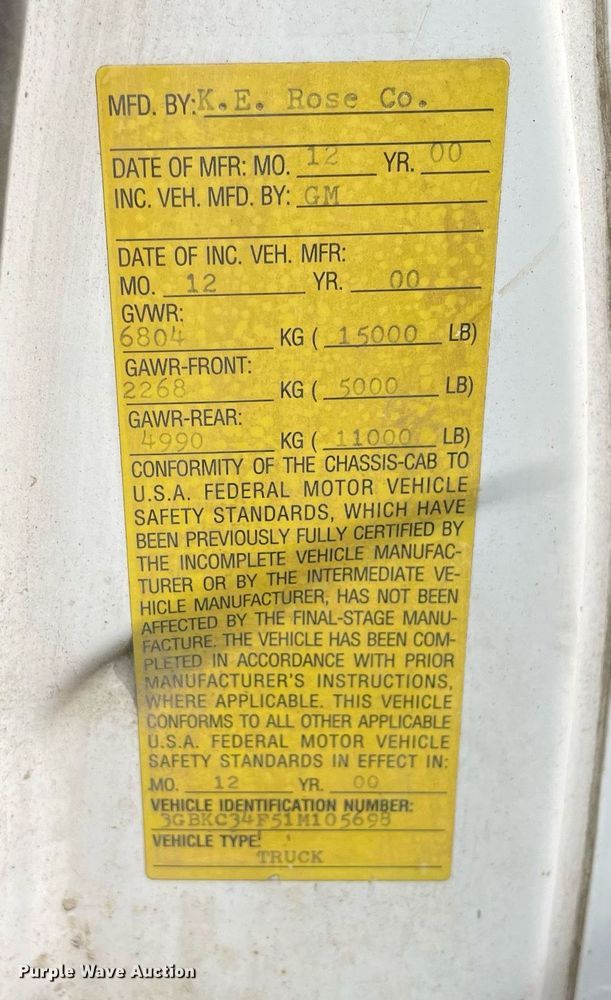 MFD. BY: K.E. Rose Co.
DATE OF MFR: MO. 12 YR. 00
INC. VEH. MFD. BY: GM
DATE OF INC. VEH. MFR:
MO. 12 YR. 00
GVWR:
6804 KG ( 15000 LB)
GAWR-FRONT:
2268 KG ( 5000 LB)
GAWR-REAR:
4990 KG ( 11000 LB)
CONFORMITY OF THE CHASSIS-CAB TO
U.S.A. FEDERAL MOTOR VEHICLE
SAFETY STANDARDS, WHICH HAVE
BEEN PREVIOUSLY FULLY CERTIFIED BY
THE INCOMPLETE VEHICLE MANUFAC-
TURER OR BY THE INTERMEDIATE VE-
HICLE MANUFACTURER, HAS NOT BEEN
AFFECTED BY THE FINAL-STAGE MANU-
FACTURE. THE VEHICLE HAS BEEN COM-
PLETED IN ACCORDANCE WITH PRIOR
MANUFACTURER'S INSTRUCTIONS,
WHERE APPLICABLE. THIS VEHICLE
CONFORMS TO ALL OTHER APPLICABLE
U.S.A. FEDERAL MOTOR VEHICLE
SAFETY STANDARDS IN EFFECT IN:
MO. 12 YR. 00
VEHICLE IDENTIFICATION NUMBER:
3GBKC34F51M105698
VEHICLE TYPE:
TRUCK
Purple Wave Auction